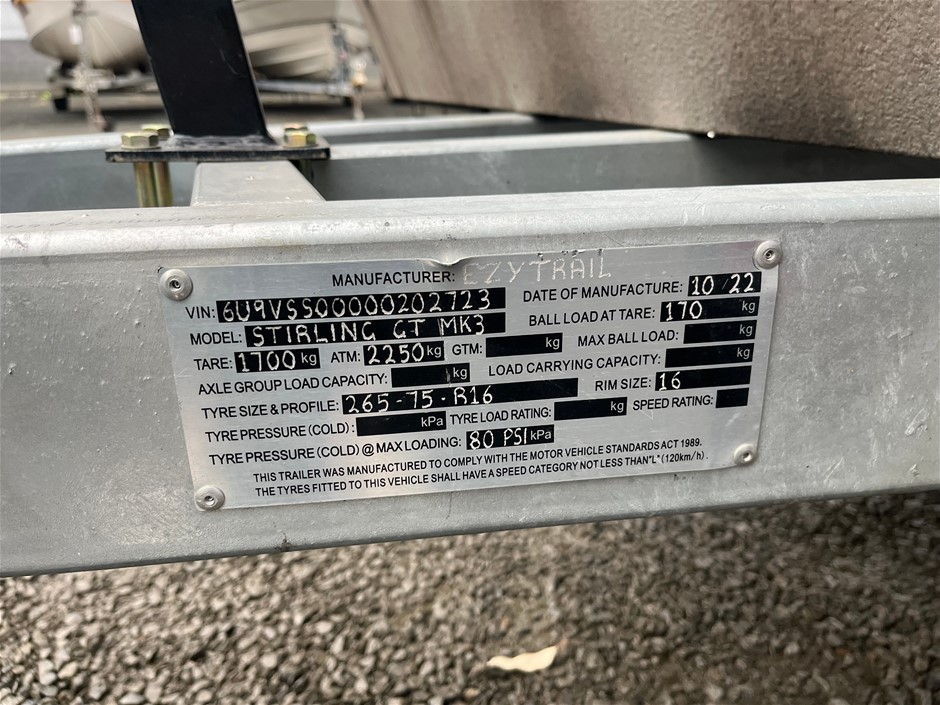 MANUFACTURER: EZYTRAIL
VIN: 6U9VSS00000202723 DATE OF MANUFACTURE: 10/22
MODEL: STIRLING GT MK3 BALL LOAD AT TARE: 170 kg
TARE: 1700 kg ATM: 2250 kg GTM: kg MAX BALL LOAD: kg
AXLE GROUP LOAD CAPACITY: kg LOAD CARRYING CAPACITY: kg
TYRE SIZE & PROFILE: 265-75-R16 RIM SIZE: 16
TYRE PRESSURE (COLD): kPa TYRE LOAD RATING: kg SPEED RATING:
TYRE PRESSURE (COLD) @ MAX LOADING: 80 PSI kPa
THIS TRAILER WAS MANUFACTURED TO COMPLY WITH THE MOTOR VEHICLE STANDARDS ACT 1989.
THE TYRES FITTED TO THIS VEHICLE SHALL HAVE A SPEED CATEGORY NOT LESS THAN "L" (120km/h).